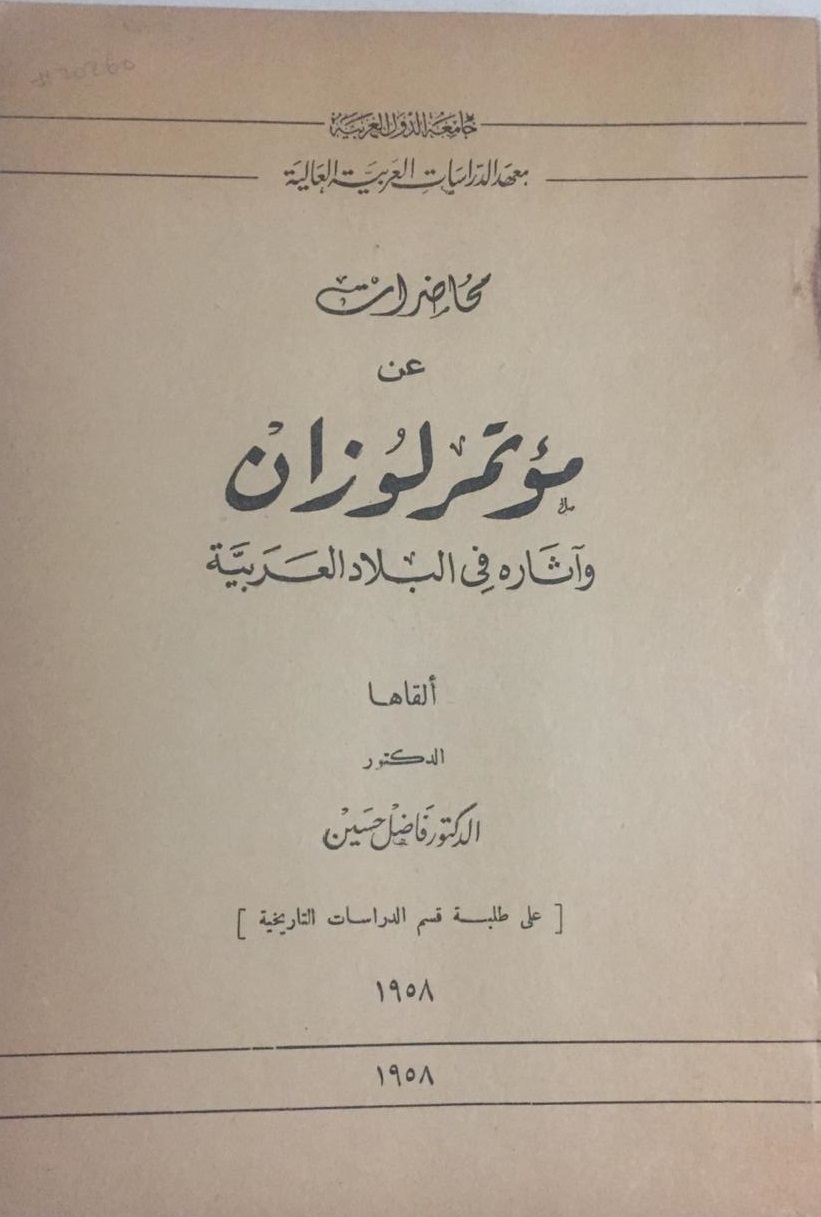 جامعة الدول العربية
معهد الدراسات العربية العالية
محاضرات
عن
مؤتمر لوزان
وآثاره في البلاد العربية
ألقاها
الدكتور
الدكتور فاضل حسين
[ على طلبة قسم الدراسات التاريخية ]
١٩٥٨
١٩٥٨